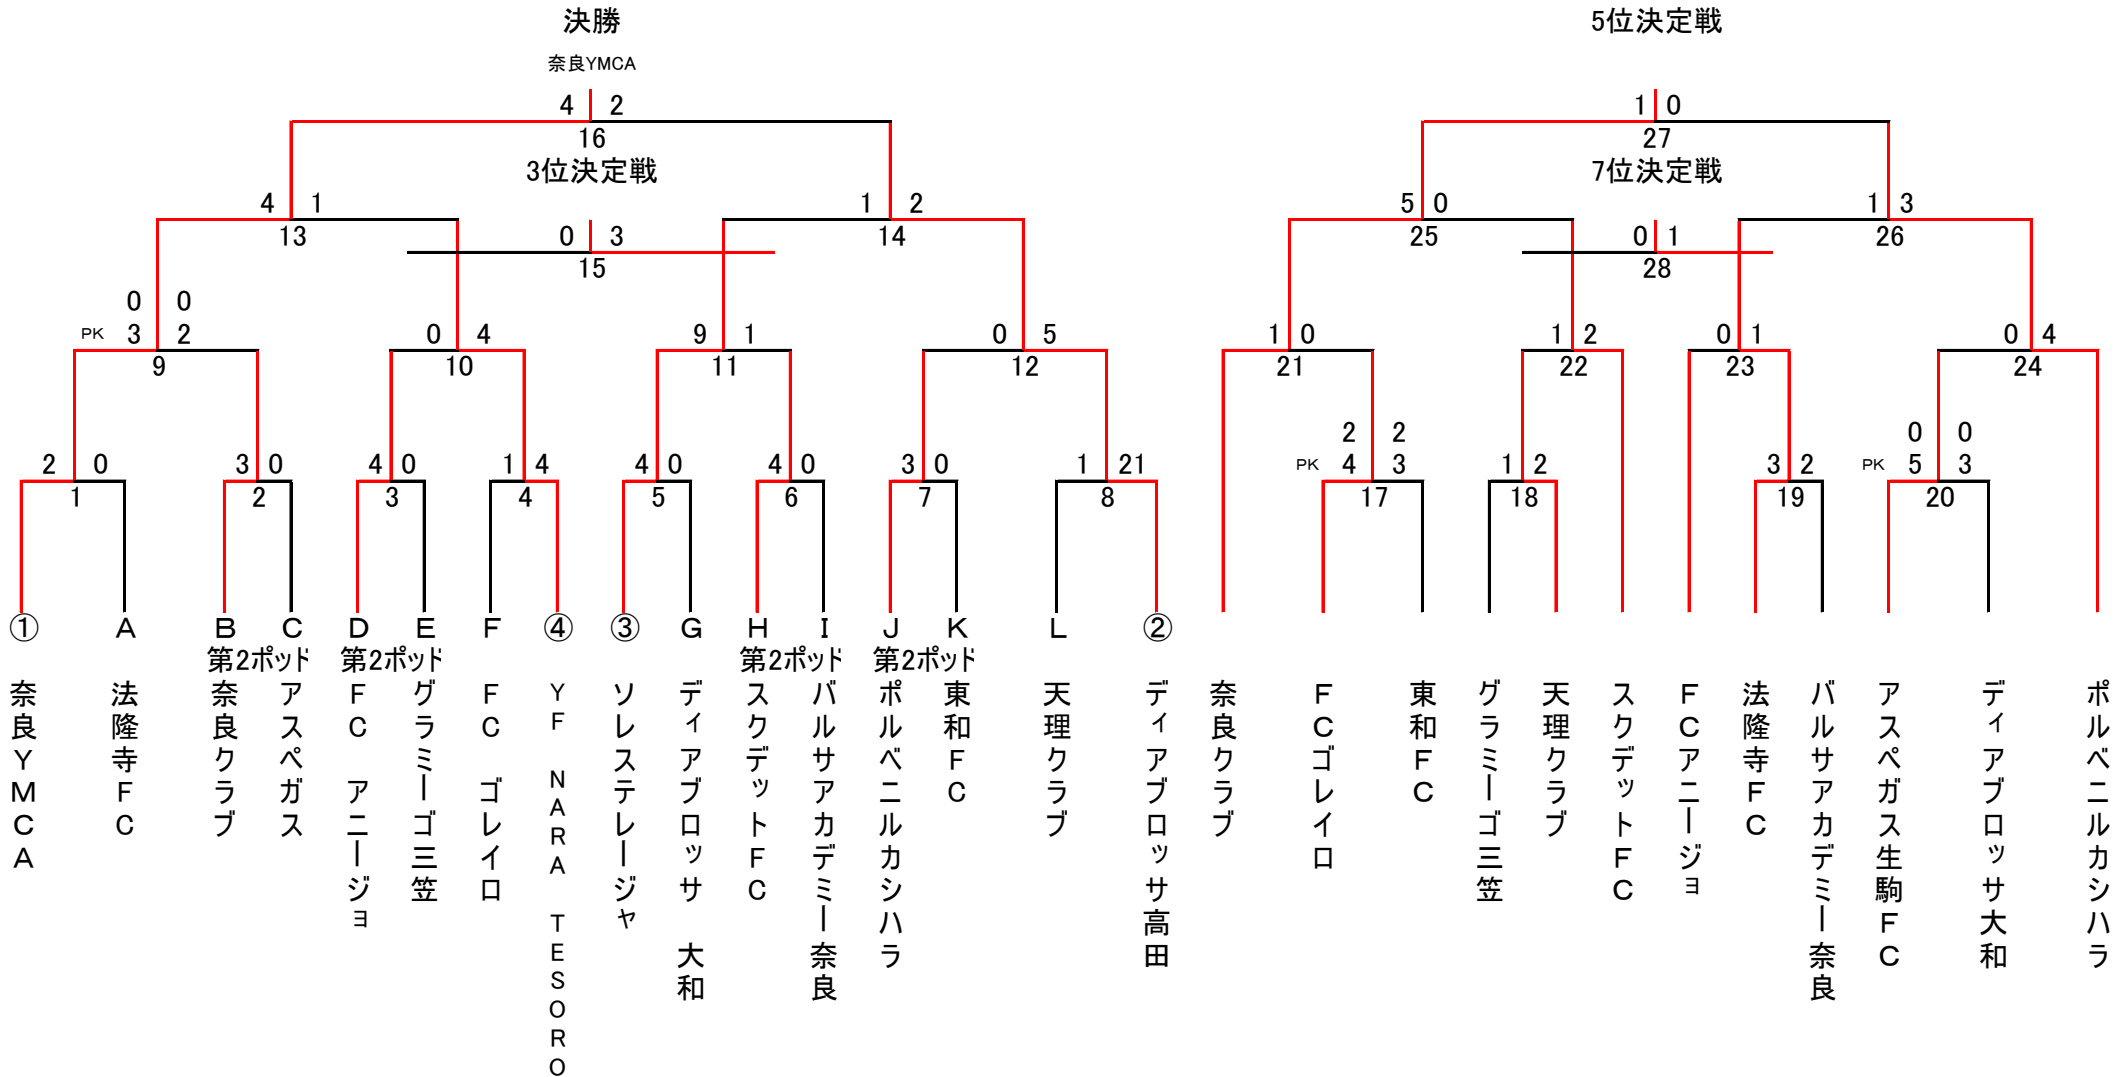 決勝 5位決定戦
奈良YMCA
4 2 1 0
16 27
3位決定戦 7位決定戦
4 1 1 2 5 0 1 3
13 0 3 14 25 0 1 26
15 28
0 0
PK 3 2 0 4 9 1 0 5 1 0 1 2 0 1 0 4
9 10 11 12 21 22 23 24
2 2 0 0
2 0 3 0 4 0 1 4 4 0 4 0 3 0 1 21 PK 4 3 1 2 3 2 PK 5 3
1 2 3 4 5 6 7 8 17 18 19 20
① A B C D E F ④ ③ G H I J K L ②
第2ポッド 第2ポッド 第2ポッド 第2ポッド
奈良YMCA
法隆寺FC
奈良クラブ
アスペガス
FC アニージョ
グラミーゴ三笠
FC ゴレイロ
YF NARA TESORO
ソレステレージャ
ディアブロッサ 大和
スクデットFC
バルサアカデミー奈良
ポルベニルカシハラ
東和FC
天理クラブ
ディアブロッサ高田
奈良クラブ
FCゴレイロ
東和FC
グラミーゴ三笠
天理クラブ
スクデットFC
FCアニージョ
法隆寺FC
バルサアカデミー奈良
アスペガス生駒FC
ディアブロッサ大和
ポルベニルカシハラ